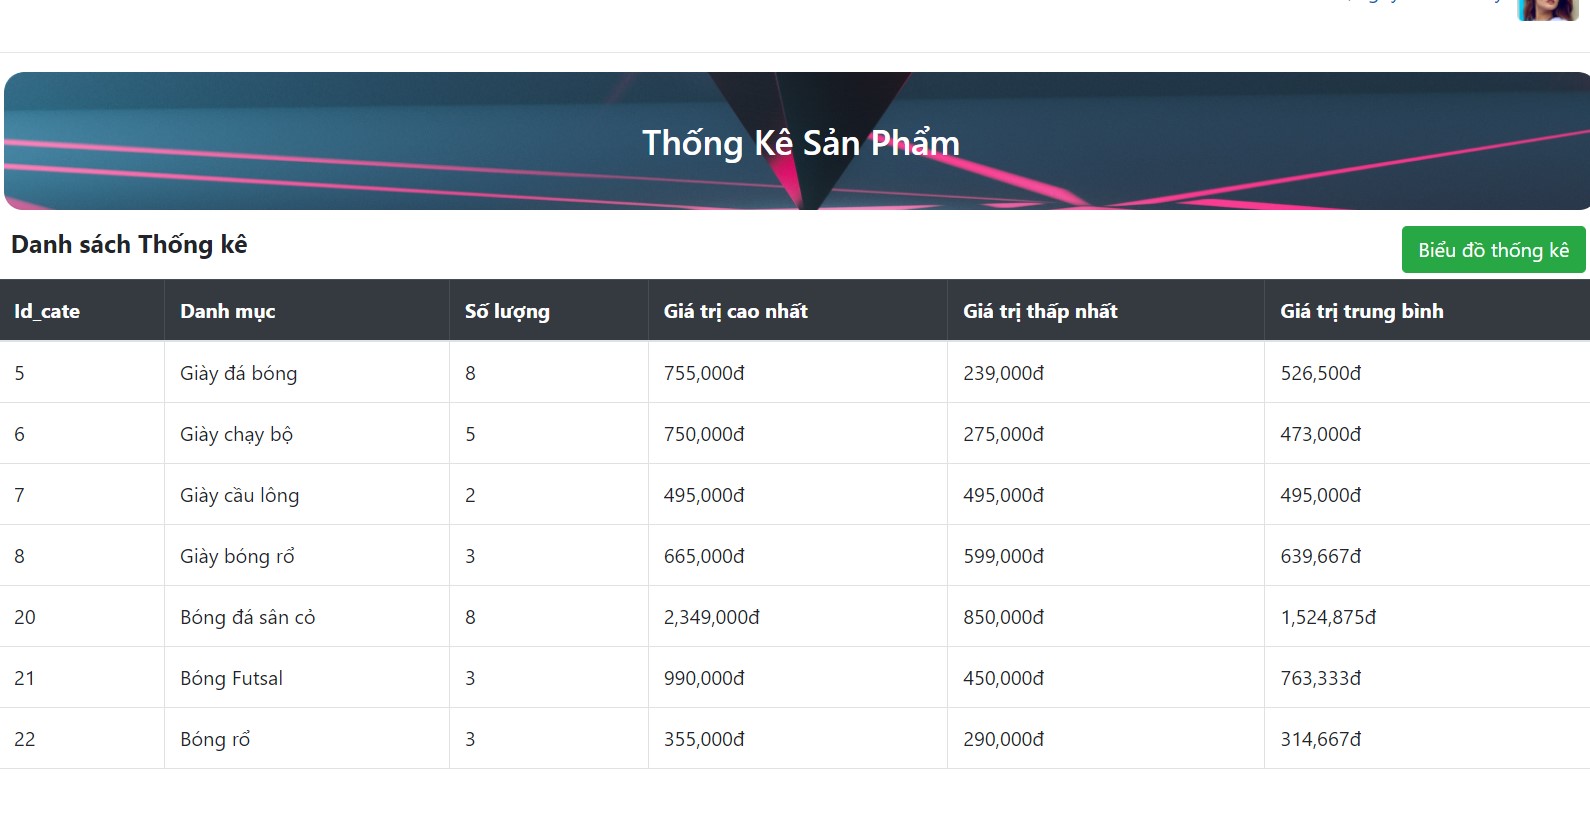 Thống Kê Sản Phẩm
Danh sách Thống kê
Biểu đồ thống kê
Id_cate Danh mục Số lượng Giá trị cao nhất Giá trị thấp nhất Giá trị trung bình
5 Giày đá bóng 8 755,000đ 239,000đ 526,500đ
6 Giày chạy bộ 5 750,000đ 275,000đ 473,000đ
7 Giày cầu lông 2 495,000đ 495,000đ 495,000đ
8 Giày bóng rổ 3 665,000đ 599,000đ 639,667đ
20 Bóng đá sân cỏ 8 2,349,000đ 850,000đ 1,524,875đ
21 Bóng Futsal 3 990,000đ 450,000đ 763,333đ
22 Bóng rổ 3 355,000đ 290,000đ 314,667đ